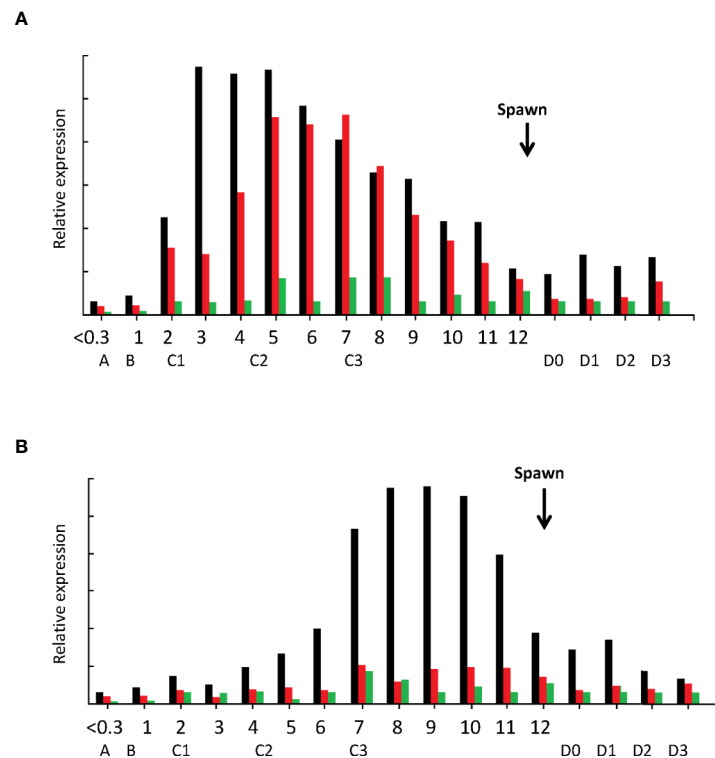 A
Spawn
Relative expression
<0.3 1 2 3 4 5 6 7 8 9 10 11 12
A B C1 C2 C3 D0 D1 D2 D3
B
Spawn
Relative expression
<0.3 1 2 3 4 5 6 7 8 9 10 11 12
A B C1 C2 C3 D0 D1 D2 D3